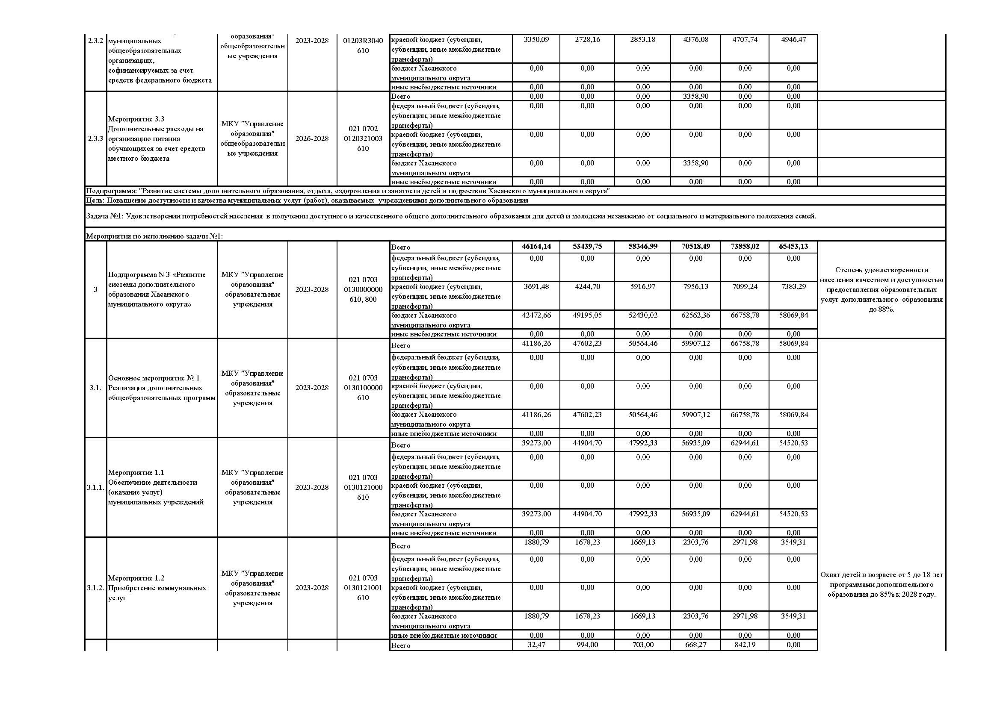 2.3.2
муниципальных
общеобразовательных
организациях,
софинансируемых за счет
средств федерального бюджета
образования"
общеобразовательн
ые учреждения
2023-2028
01203R3040
610
краевой бюджет (субсидии,
субвенции, иные межбюджетные
трансферты)
3350,09 2728,16 2853,18 4376,08 4707,74 4946,47
бюджет Хасанского
муниципального округа
0,00 0,00 0,00 0,00 0,00 0,00
иные внебюджетные источники 0,00 0,00 0,00 0,00 0,00 0,00
2.3.3
Мероприятие 3.3
Дополнительные расходы на
организацию питания
обучающихся за счет средств
местного бюджета
МКУ "Управление
образования"
общеобразовательн
ые учреждения
2026-2028
021 0702
0120321003
610
Всего 0,00 0,00 0,00 3358,90 0,00 0,00
федеральный бюджет (субсидии,
субвенции, иные межбюджетные
трансферты)
0,00 0,00 0,00 0,00 0,00 0,00
краевой бюджет (субсидии,
субвенции, иные межбюджетные
трансферты)
0,00 0,00 0,00 0,00 0,00 0,00
бюджет Хасанского
муниципального округа
0,00 0,00 0,00 3358,90 0,00 0,00
иные внебюджетные источники 0,00 0,00 0,00 0,00 0,00 0,00
Подпрограмма: "Развитие системы дополнительного образования, отдыха, оздоровления и занятости детей и подростков Хасанского муниципального округа"
Цель: Повышение доступности и качества муниципальных услуг (работ), оказываемых учреждениями дополнительного образования
Задача №1: Удовлетворении потребностей населения в получении доступного и качественного общего дополнительного образования для детей и молодежи независимо от социального и материального положения семей.
Мероприятия по исполнению задачи №1:
3
Подпрограмма N 3 «Развитие
системы дополнительного
образования Хасанского
муниципального округа»
МКУ "Управление
образования"
образовательные
учреждения
2023-2028
021 0703
0130000000
610, 800
Всего 46164,14 53439,75 58346,99 70518,49 73858,02 65453,13
федеральный бюджет (субсидии,
субвенции, иные межбюджетные
трансферты)
0,00 0,00 0,00 0,00 0,00 0,00
краевой бюджет (субсидии,
субвенции, иные межбюджетные
трансферты)
3691,48 4244,70 5916,97 7956,13 7099,24 7383,29
бюджет Хасанского
муниципального округа
42472,66 49195,05 52430,02 62562,36 66758,78 58069,84
иные внебюджетные источники 0,00 0,00 0,00 0,00 0,00 0,00
Степень удовлетворенности
населения качеством и доступностью
предоставления образовательных
услуг дополнительного образования
до 88%.
3.1.
Основное мероприятие № 1
Реализация дополнительных
общеобразовательных программ
МКУ "Управление
образования"
образовательные
учреждения
2023-2028
021 0703
0130100000
610
Всего 41186,26 47602,23 50564,46 59907,12 66758,78 58069,84
федеральный бюджет (субсидии,
субвенции, иные межбюджетные
трансферты)
0,00 0,00 0,00 0,00 0,00 0,00
краевой бюджет (субсидии,
субвенции, иные межбюджетные
трансферты)
0,00 0,00 0,00 0,00 0,00 0,00
бюджет Хасанского
муниципального округа
41186,26 47602,23 50564,46 59907,12 66758,78 58069,84
иные внебюджетные источники 0,00 0,00 0,00 0,00 0,00 0,00
3.1.1.
Мероприятие 1.1
Обеспечение деятельности
(оказание услуг)
муниципальных учреждений
МКУ "Управление
образования"
образовательные
учреждения
2023-2028
021 0703
0130121000
610
Всего 39273,00 44904,70 47992,33 56935,09 62944,61 54520,53
федеральный бюджет (субсидии,
субвенции, иные межбюджетные
трансферты)
0,00 0,00 0,00 0,00 0,00 0,00
краевой бюджет (субсидии,
субвенции, иные межбюджетные
трансферты)
0,00 0,00 0,00 0,00 0,00 0,00
бюджет Хасанского
муниципального округа
39273,00 44904,70 47992,33 56935,09 62944,61 54520,53
иные внебюджетные источники 0,00 0,00 0,00 0,00 0,00 0,00
3.1.2.
Мероприятие 1.2
Приобретение коммунальных
услуг
МКУ "Управление
образования"
образовательные
учреждения
2023-2028
021 0703
0130121001
610
Всего 1880,79 1678,23 1669,13 2303,76 2971,98 3549,31
федеральный бюджет (субсидии,
субвенции, иные межбюджетные
трансферты)
0,00 0,00 0,00 0,00 0,00 0,00
краевой бюджет (субсидии,
субвенции, иные межбюджетные
трансферты)
0,00 0,00 0,00 0,00 0,00 0,00
бюджет Хасанского
муниципального округа
1880,79 1678,23 1669,13 2303,76 2971,98 3549,31
иные внебюджетные источники 0,00 0,00 0,00 0,00 0,00 0,00
Охват детей в возрасте от 5 до 18 лет
программами дополнительного
образования до 85% к 2028 году.
Всего 32,47 994,00 703,00 668,27 842,19 0,00